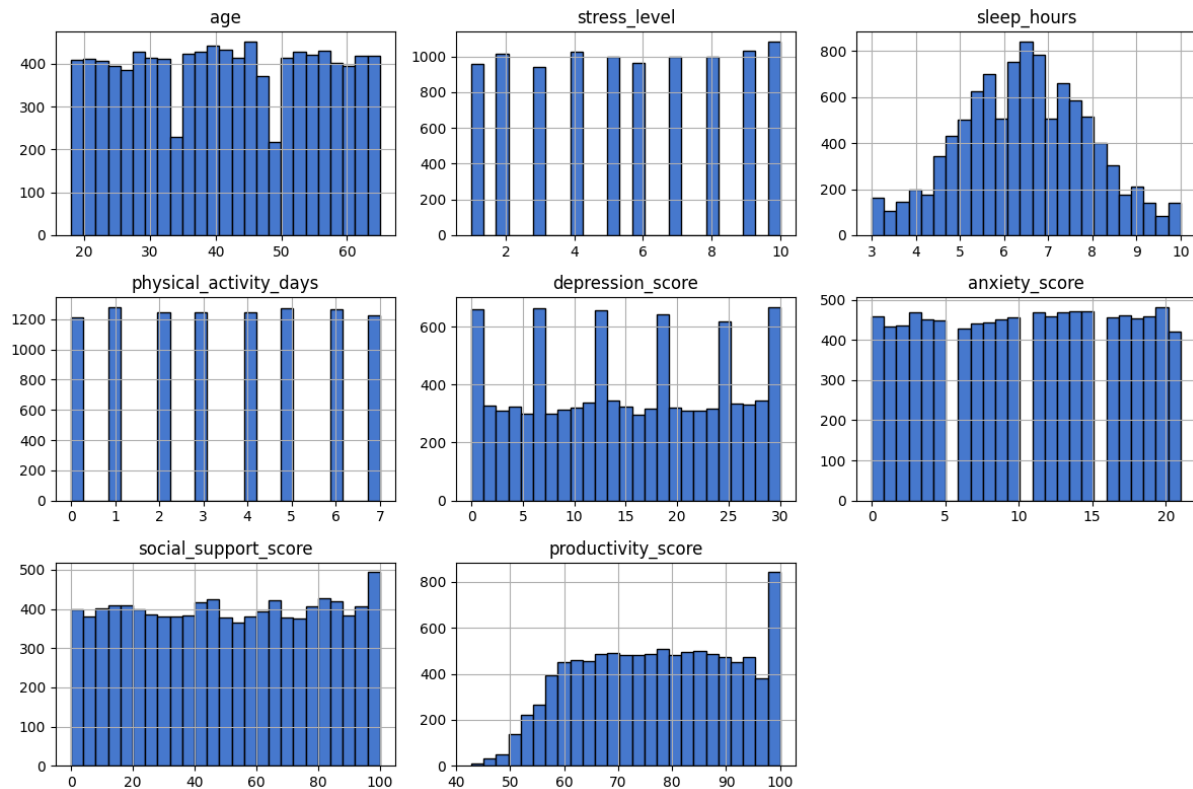 age
400
300
200
100
0
20 30 40 50 60
stress_level
1000
800
600
400
200
0
2 4 6 8 10
sleep_hours
800
600
400
200
0
3 4 5 6 7 8 9 10
physical_activity_days
1200
1000
800
600
400
200
0
0 1 2 3 4 5 6 7
depression_score
600
400
200
0
0 5 10 15 20 25 30
anxiety_score
500
400
300
200
100
0
0 5 10 15 20
social_support_score
500
400
300
200
100
0
0 20 40 60 80 100
productivity_score
800
600
400
200
0
40 50 60 70 80 90 100